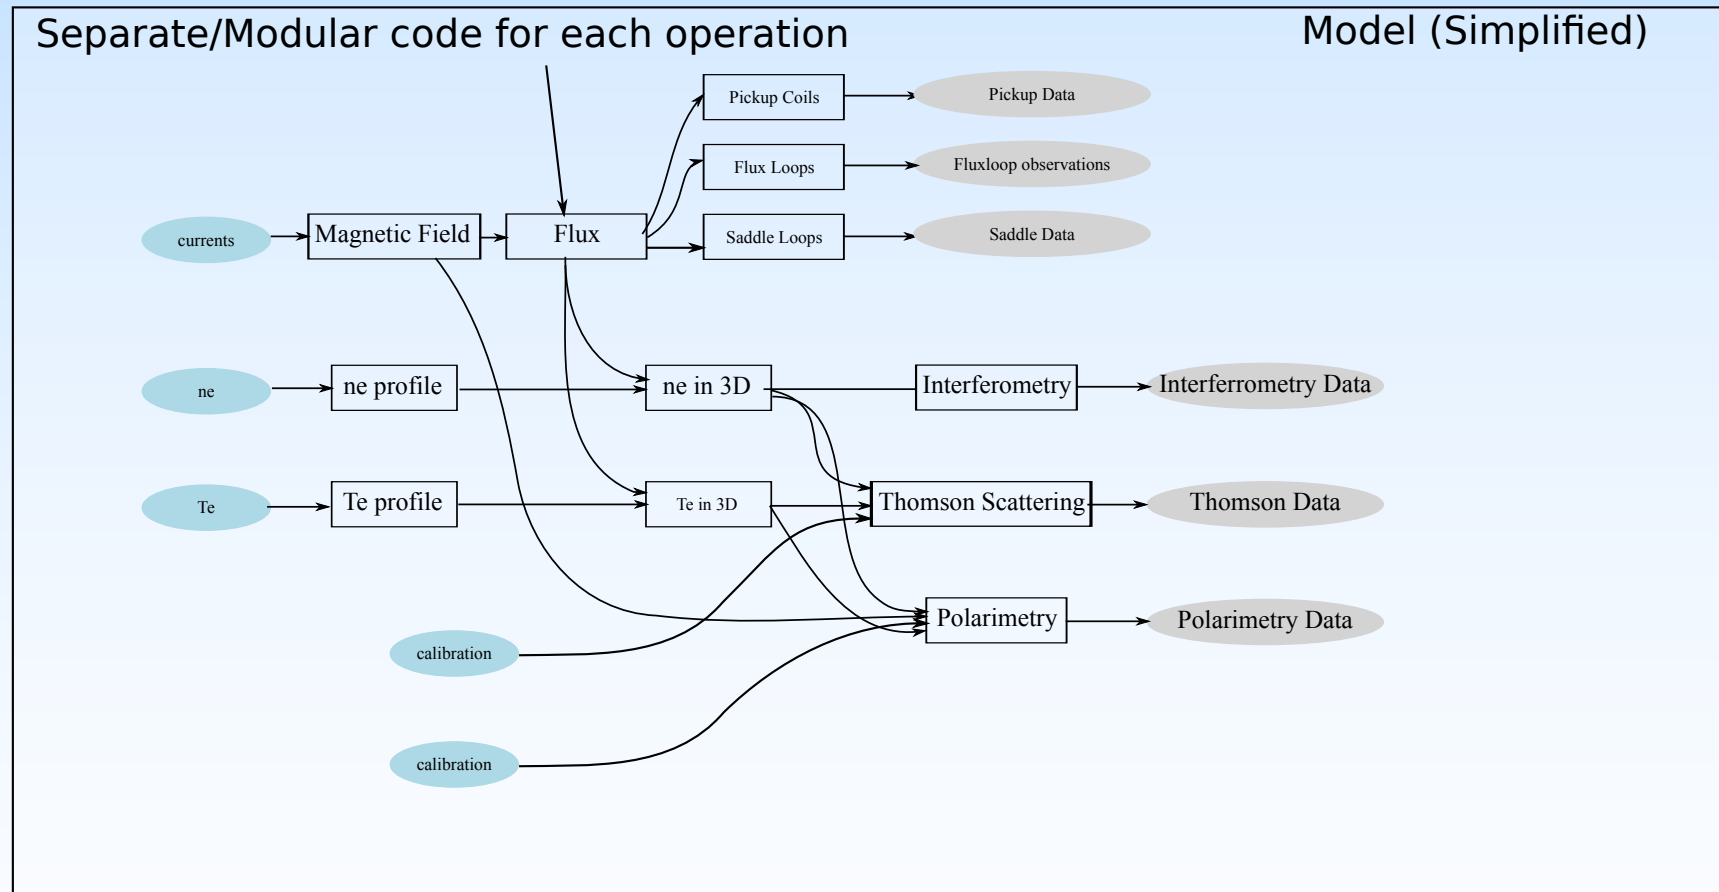 Separate/Modular code for each operation
Model (Simplified)
Pickup Coils
Pickup Data
Flux Loops
Fluxloop observations
currents
Magnetic Field
Flux
Saddle Loops
Saddle Data
ne
ne profile
ne in 3D
Interferometry
Interferrometry Data
Te
Te profile
Te in 3D
Thomson Scattering
Thomson Data
Polarimetry
Polarimetry Data
calibration
calibration